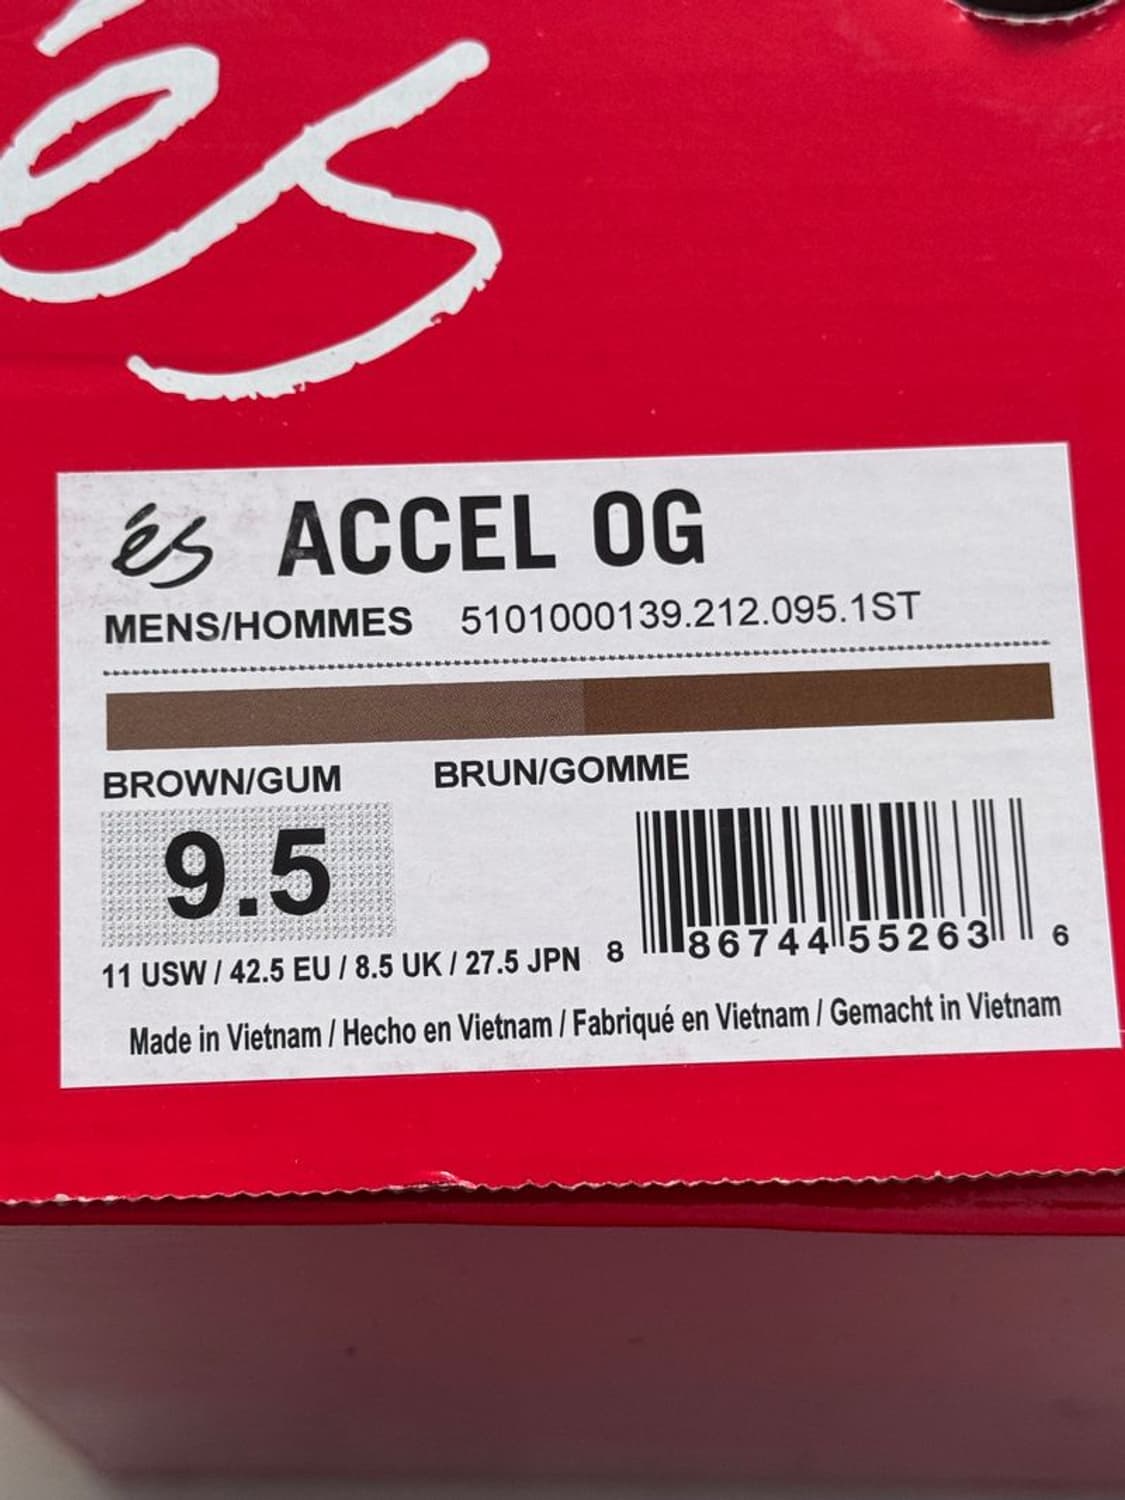 és
és ACCEL OG
MENS/HOMMES 5101000139.212.095.1ST
BROWN/GUM BRUN/GOMME
9.5
11 USW / 42.5 EU / 8.5 UK / 27.5 JPN
8 86744 55263 6
Made in Vietnam / Hecho en Vietnam / Fabriqué en Vietnam / Gemacht in Vietnam